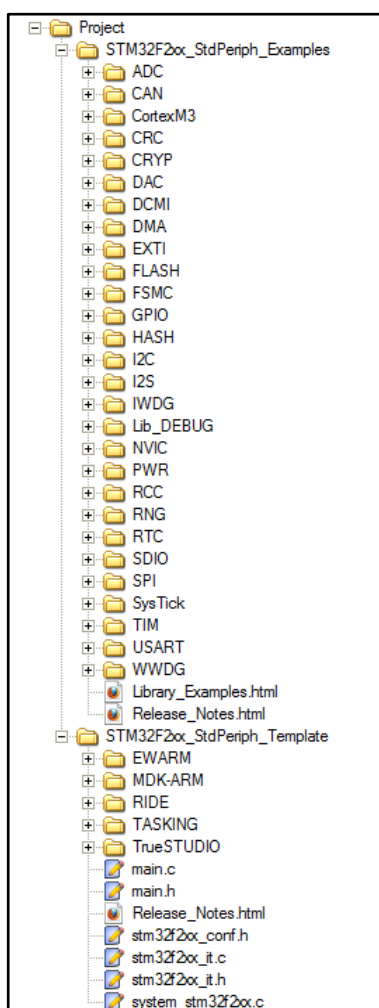 Project
STM32F2xx_StdPeriph_Examples
ADC
CAN
CortexM3
CRC
CRYP
DAC
DCMI
DMA
EXTI
FLASH
FSMC
GPIO
HASH
I2C
I2S
IWDG
Lib_DEBUG
NVIC
PWR
RCC
RNG
RTC
SDIO
SPI
SysTick
TIM
USART
WWDG
Library_Examples.html
Release_Notes.html
STM32F2xx_StdPeriph_Template
EWARM
MDK-ARM
RIDE
TASKING
TrueSTUDIO
main.c
main.h
Release_Notes.html
stm32f2xx_conf.h
stm32f2xx_it.c
stm32f2xx_it.h
system_stm32f2xx.c